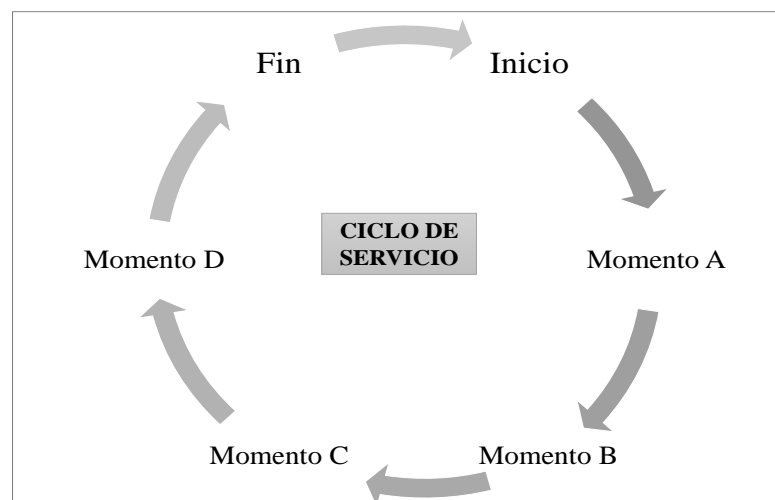 Fin
Inicio
CICLO DE
SERVICIO
Momento D
Momento A
Momento C
Momento B